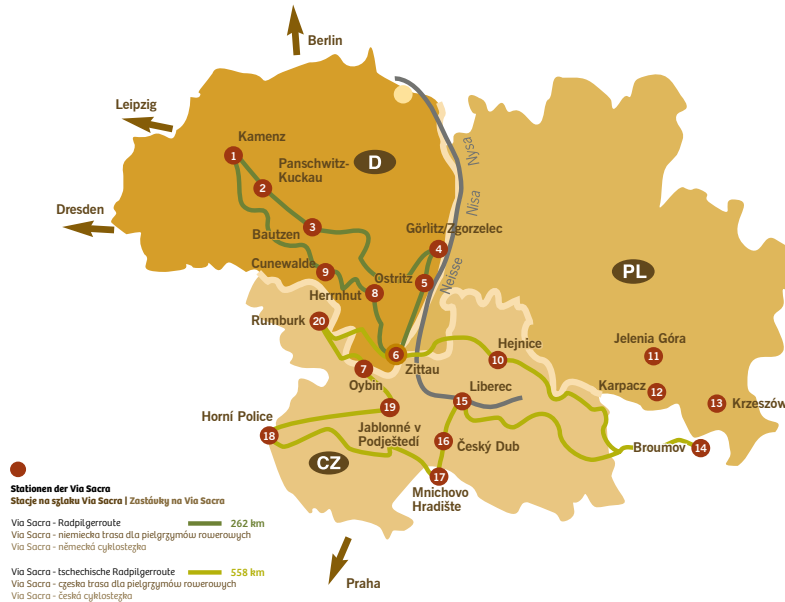 Berlin
Leipzig
Kamenz
1
D
Panschwitz-
Kuckau
2
Nysa
Dresden
Nisa
3
Bautzen
Görlitz/Zgorzelec
4
Cunewalde
9
Ostritz
5
Neisse
PL
Herrnhut
8
Rumburk
20
Hejnice
10
Jelenia Góra
11
6
Zittau
7
Oybin
Liberec
15
Karpacz
12
13
Krzeszów
19
Horní Police
18
Jablonné v
Podještědí
16
Český Dub
Broumov
14
CZ
17
Mnichovo
Hradiště
Stationen der Via Sacra
Stacje na szlaku Via Sacra | Zastávky na Via Sacra
Via Sacra - Radpilgerroute 262 km
Via Sacra - niemiecka trasa dla pielgrzymów rowerowych
Via Sacra - německá cyklostezka
Via Sacra - tschechische Radpilgerroute 558 km
Via Sacra - czeska trasa dla pielgrzymów rowerowych
Via Sacra - česká cyklostezka
Praha